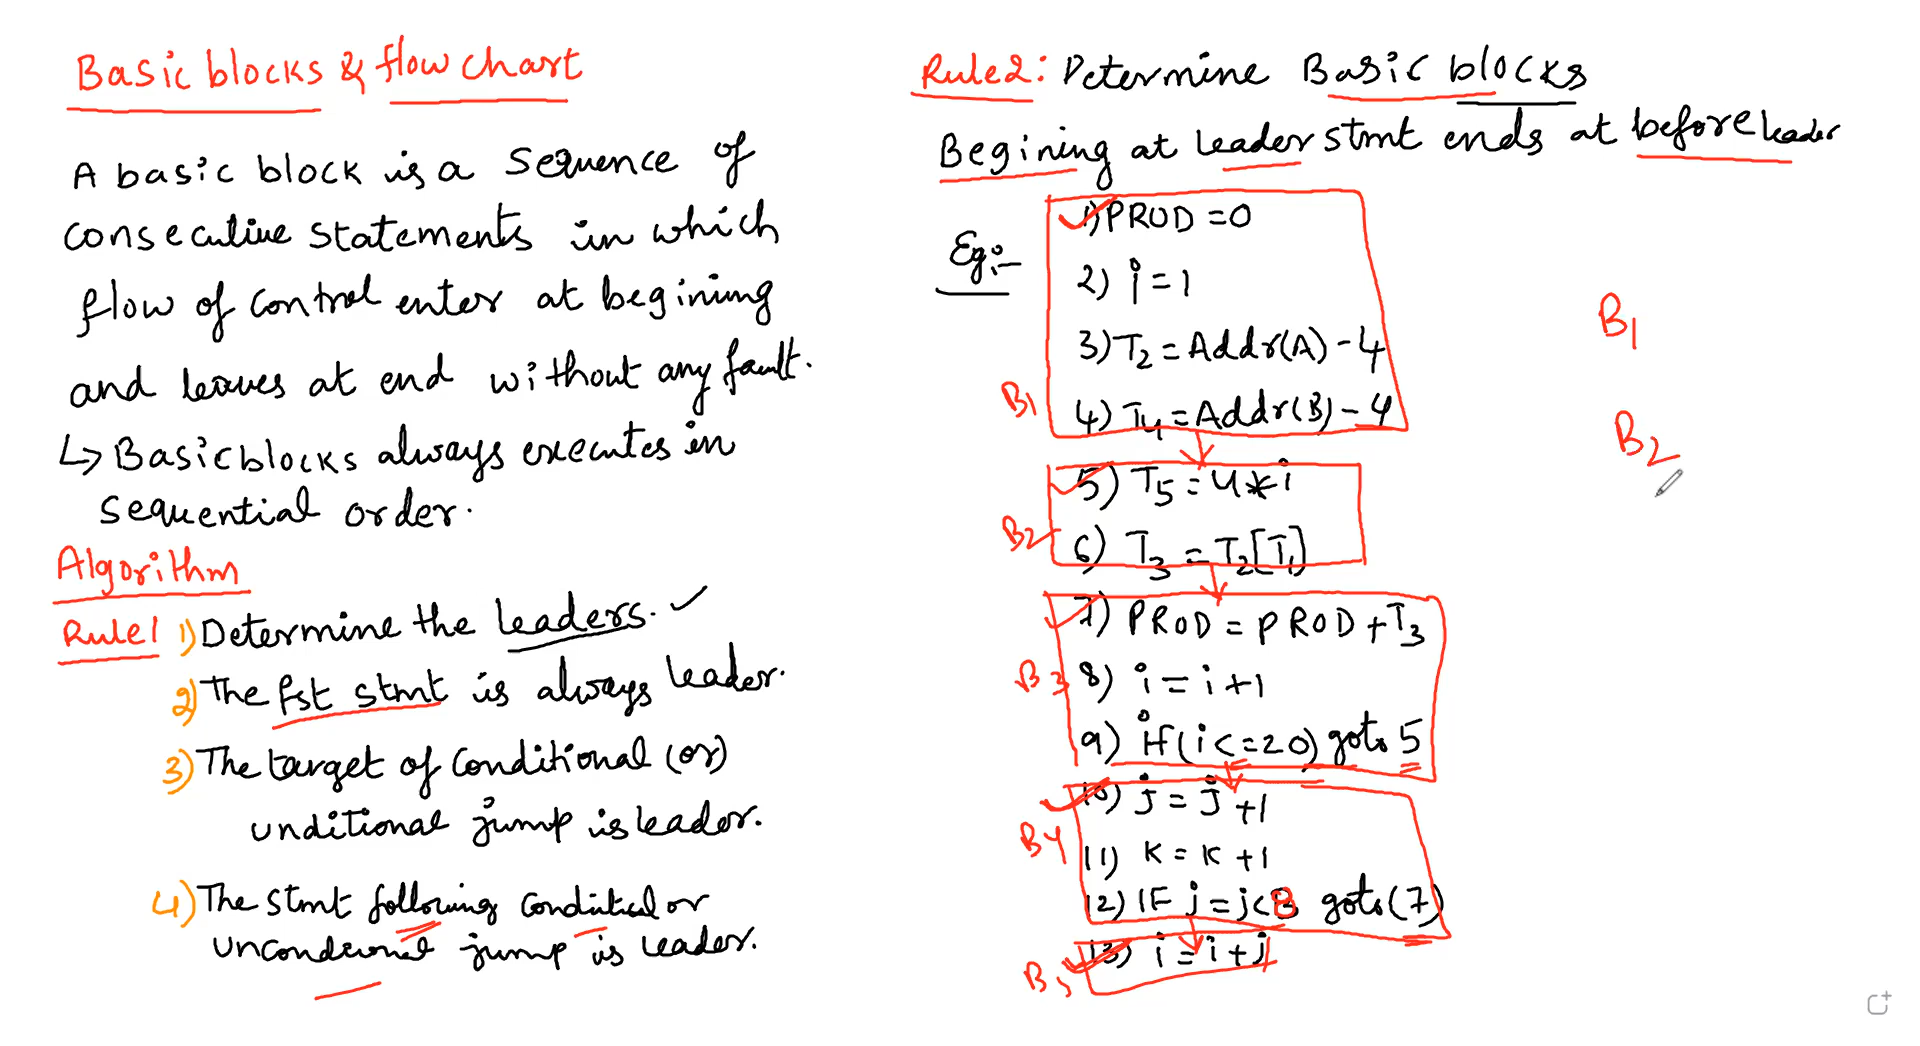 Basic blocks & flow chart
A basic block is a sequence of
consecutive statements in which
flow of control enter at begining
and leaves at end without any fault.
↳ Basic blocks always executes in
sequential order.
Algorithm
Rule1 1) Determine the leaders. ✓
2) The fst stmt is always leader.
3) The target of conditional (or)
unditional jump is leader.
4) The stmt following conditical or
uncondional jump is leader.
Rule2: Determine Basic blocks
Begining at leader stmt ends at before leader
Eg:-
1) PROD = 0
2) i = 1
3) T2 = Addr(A) - 4
4) T4 = Addr(B) - 4
B1
5) T5 = 4 * i
6) T3 = T2[T1]
B2
7) PROD = PROD + T3
8) i = i + 1
9) if (i <= 20) goto 5
B3
10) j = j + 1
11) K = K + 1
12) IF j = j < 8 goto (7)
B4
13) i = i + j
B5
B1
B2